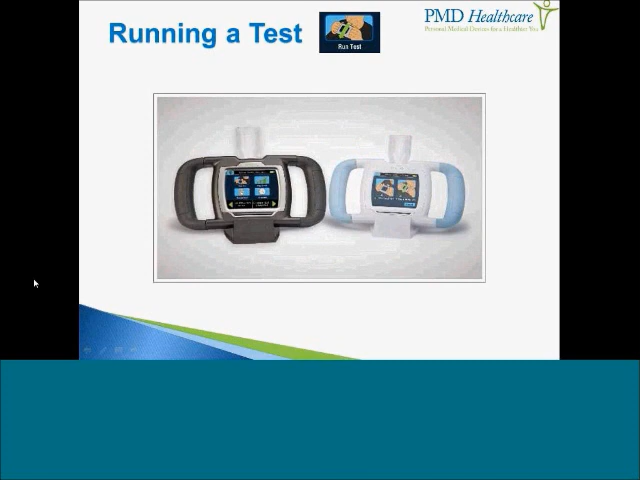 Running a Test
Run Test
PMD Healthcare
Personal Medical Devices for a Healthier You